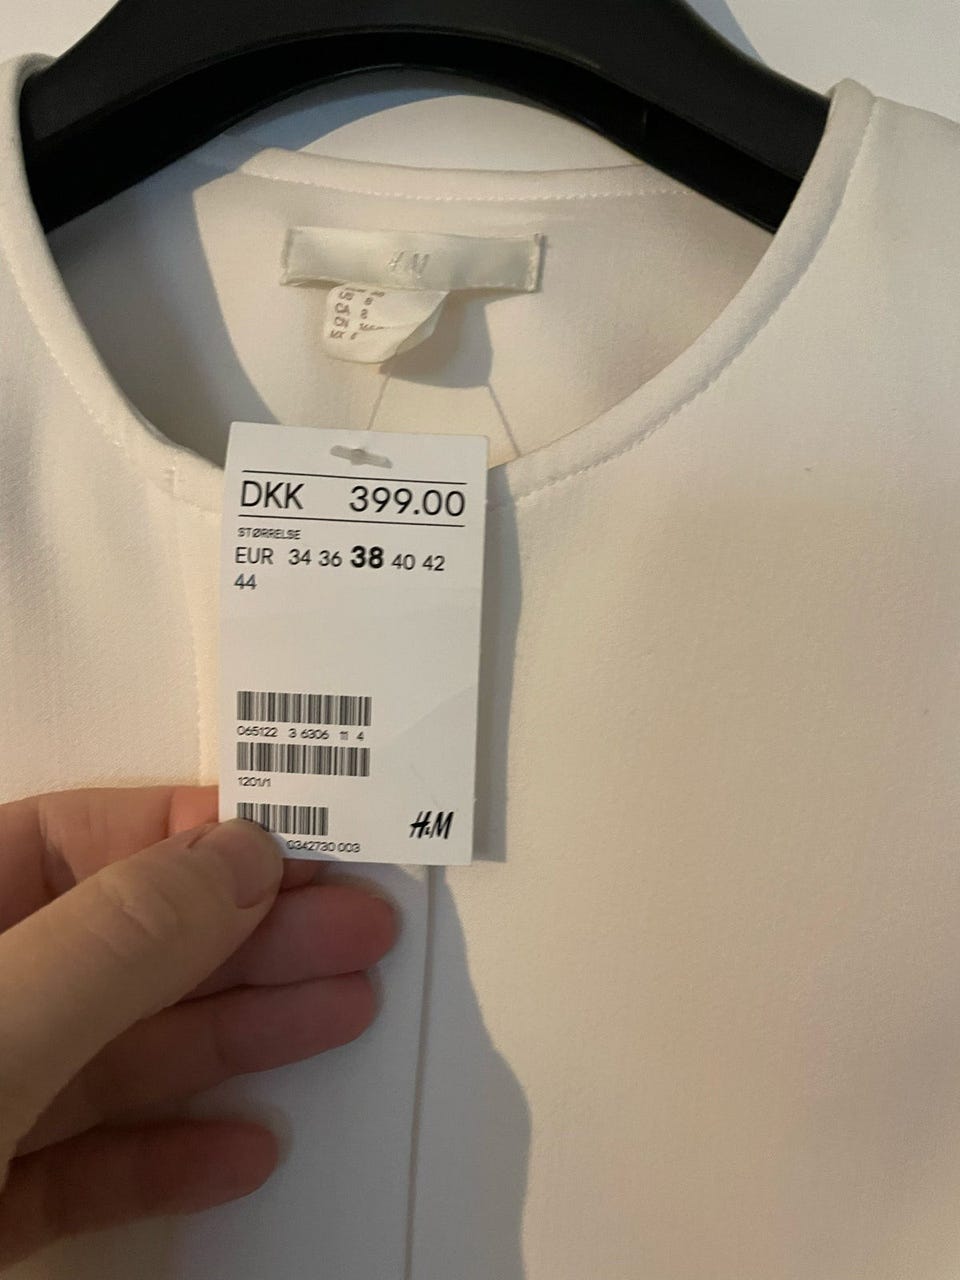 H&M
DKK 399.00
STØRRELSE
EUR 34 36 38 40 42
44
065122 3 6306 11 4
1201/1
0342730 003
H&M